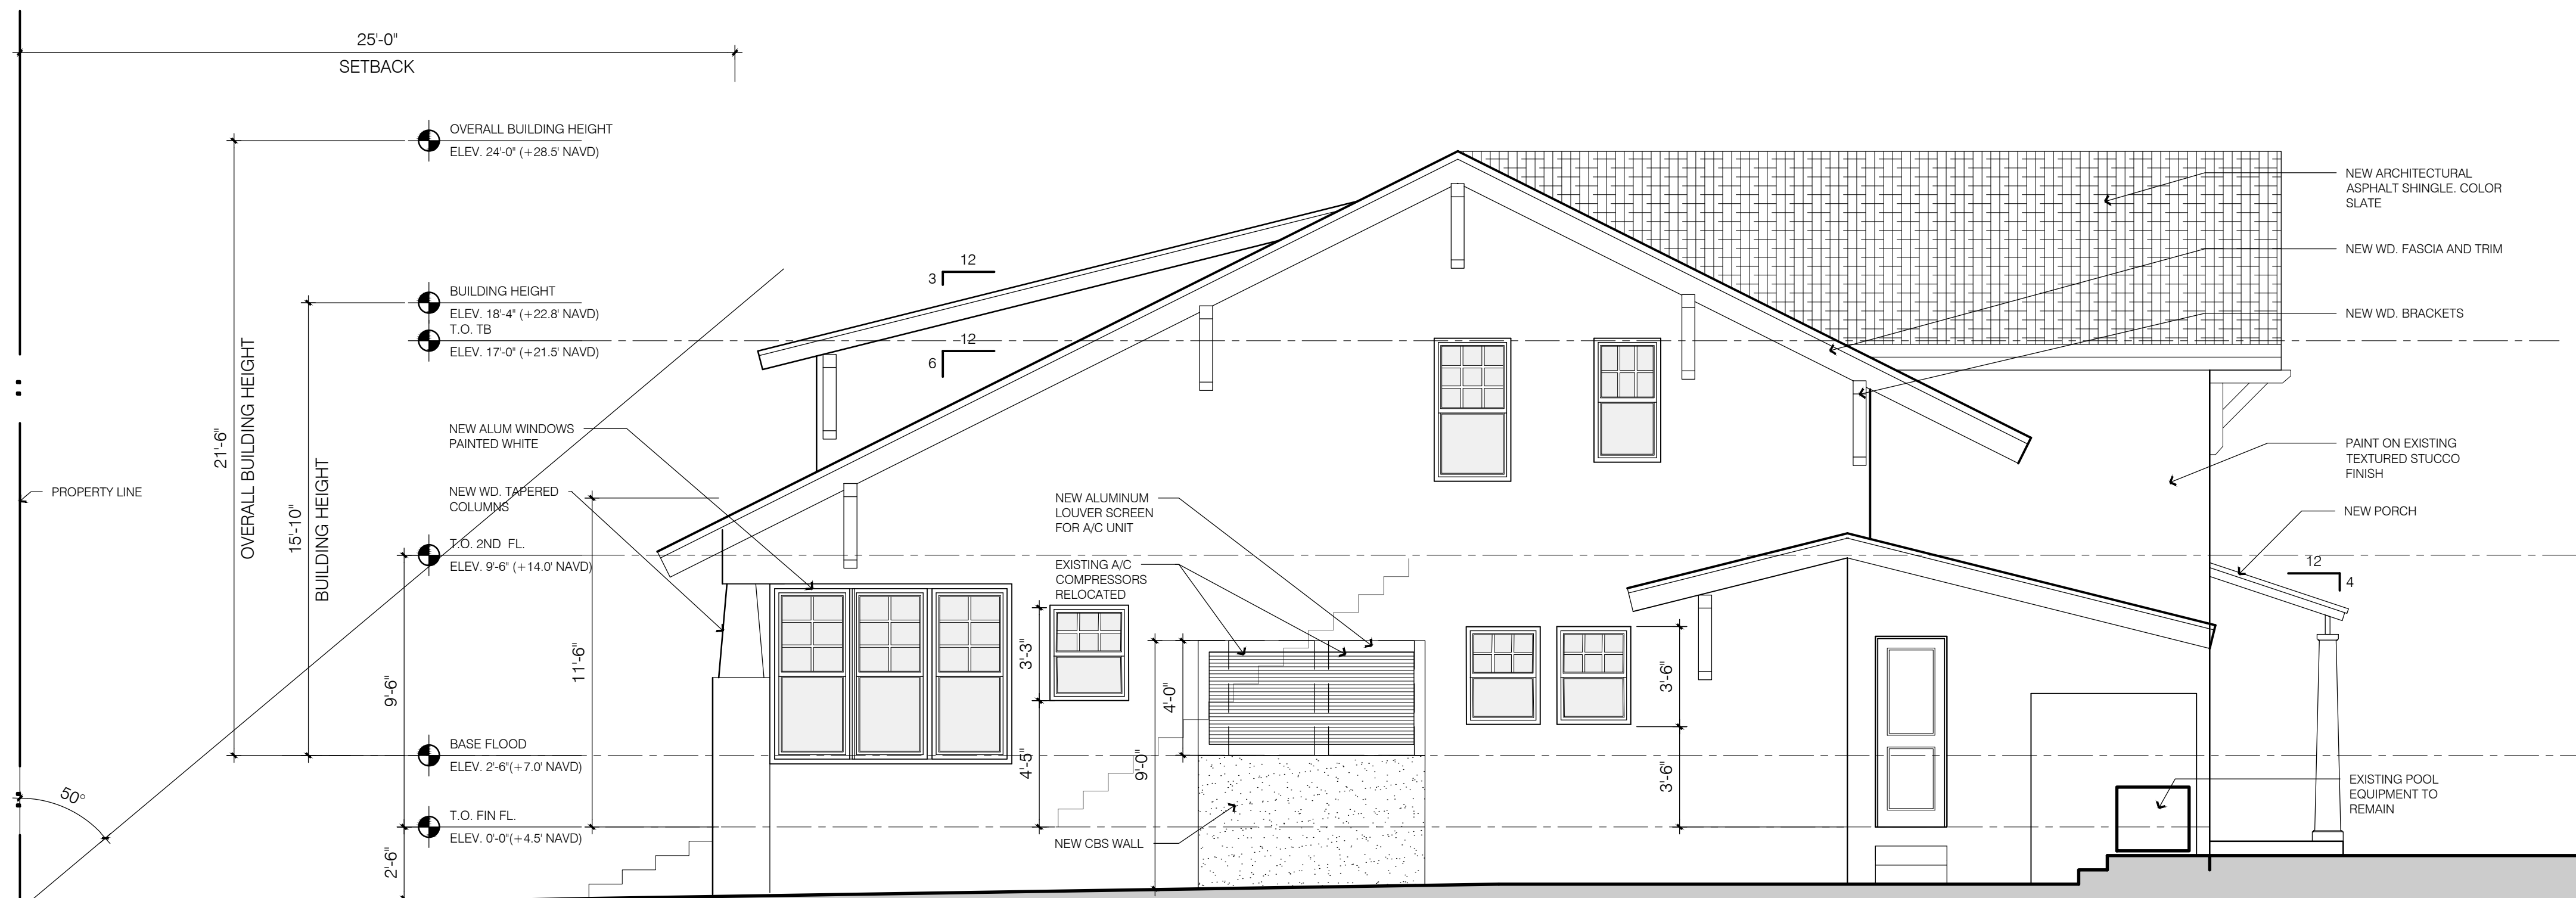 25'-0"
SETBACK
OVERALL BUILDING HEIGHT
ELEV. 24'-0" (+28.5' NAVD)
BUILDING HEIGHT
ELEV. 18'-4" (+22.8' NAVD)
T.O. TB
ELEV. 17'-0" (+21.5' NAVD)
21'-6"
OVERALL BUILDING HEIGHT
15'-10"
BUILDING HEIGHT
PROPERTY LINE
NEW ALUM WINDOWS
PAINTED WHITE
NEW WD. TAPERED
COLUMNS
T.O. 2ND FL.
ELEV. 9'-6" (+14.0' NAVD)
9'-6"
11'-6"
BASE FLOOD
ELEV. 2'-6"(+7.0' NAVD)
T.O. FIN FL.
ELEV. 0'-0"(+4.5' NAVD)
2'-6"
50°
12
3
12
6
NEW ALUMINUM
LOUVER SCREEN
FOR A/C UNIT
EXISTING A/C
COMPRESSORS
RELOCATED
3'-3"
4'-5"
4'-0"
9'-0"
NEW CBS WALL
3'-6"
3'-6"
NEW ARCHITECTURAL
ASPHALT SHINGLE. COLOR
SLATE
NEW WD. FASCIA AND TRIM
NEW WD. BRACKETS
PAINT ON EXISTING
TEXTURED STUCCO
FINISH
NEW PORCH
12
4
EXISTING POOL
EQUIPMENT TO
REMAIN